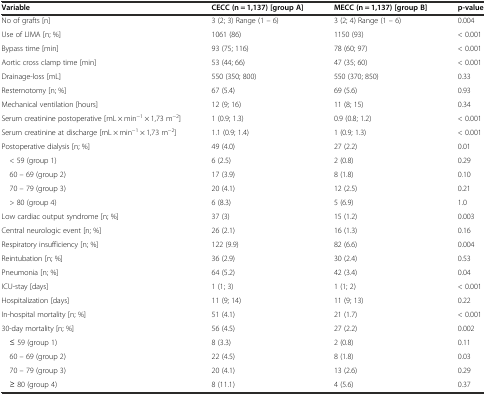 Variable CECC (n = 1,137) [group A] MECC (n = 1,137) [group B] p-value
No of grafts [n] 3 (2; 3) Range (1 – 6) 3 (2; 4) Range (1 – 6) 0.004
Use of LIMA [n; %] 1061 (86) 1150 (93) < 0.001
Bypass time [min] 93 (75; 116) 78 (60; 97) < 0.001
Aortic cross clamp time [min] 53 (44; 66) 47 (35; 60) < 0.001
Drainage-loss [mL] 550 (350; 800) 550 (370; 850) 0.33
Resternotomy [n; %] 67 (5.4) 69 (5.6) 0.93
Mechanical ventilation [hours] 12 (9; 16) 11 (8; 15) 0.34
Serum creatinine postoperative [mL × min⁻¹ × 1,73 m⁻²] 1 (0.9; 1.3) 0.9 (0.8; 1.2) < 0.001
Serum creatinine at discharge [mL × min⁻¹ × 1,73 m⁻²] 1.1 (0.9; 1.4) 1 (0.9; 1.3) < 0.001
Postoperative dialysis [n; %] 49 (4.0) 27 (2.2) 0.01
< 59 (group 1) 6 (2.5) 2 (0.8) 0.29
60 – 69 (group 2) 17 (3.9) 8 (1.8) 0.10
70 – 79 (group 3) 20 (4.1) 12 (2.5) 0.21
> 80 (group 4) 6 (8.3) 5 (6.9) 1.0
Low cardiac output syndrome [n; %] 37 (3) 15 (1.2) 0.003
Central neurologic event [n; %] 26 (2.1) 16 (1.3) 0.16
Respiratory insufficiency [n; %] 122 (9.9) 82 (6.6) 0.004
Reintubation [n; %] 36 (2.9) 30 (2.4) 0.53
Pneumonia [n; %] 64 (5.2) 42 (3.4) 0.04
ICU-stay [days] 1 (1; 3) 1 (1; 2) < 0.001
Hospitalization [days] 11 (9; 14) 11 (9; 13) 0.22
In-hospital mortality [n; %] 51 (4.1) 21 (1.7) < 0.001
30-day mortality [n; %] 56 (4.5) 27 (2.2) 0.002
≤ 59 (group 1) 8 (3.3) 2 (0.8) 0.11
60 – 69 (group 2) 22 (4.5) 8 (1.8) 0.03
70 – 79 (group 3) 20 (4.1) 13 (2.6) 0.29
≥ 80 (group 4) 8 (11.1) 4 (5.6) 0.37